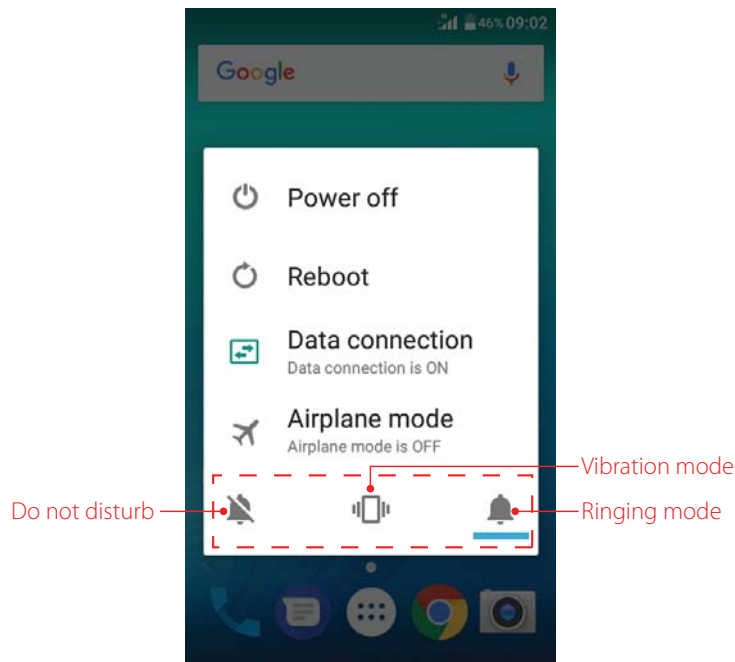 46% 09:02
Google
Power off
Reboot
Data connection
Data connection is ON
Airplane mode
Airplane mode is OFF
Vibration mode
Do not disturb
Ringing mode